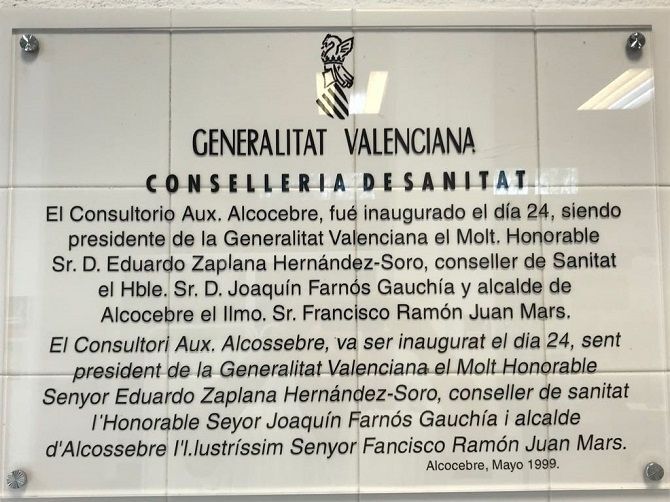 GENERALITAT VALENCIANA
CONSELLERIA DE SANITAT
El Consultorio Aux. Alcocebre, fué inaugurado el día 24, siendo
presidente de la Generalitat Valenciana el Molt. Honorable
Sr. D. Eduardo Zaplana Hernández-Soro, conseller de Sanitat
el Hble. Sr. D. Joaquín Farnós Gauchía y alcalde de
Alcocebre el Ilmo. Sr. Francisco Ramón Juan Mars.
El Consultori Aux. Alcossebre, va ser inaugurat el dia 24, sent
president de la Generalitat Valenciana el Molt Honorable
Senyor Eduardo Zaplana Hernández-Soro, conseller de sanitat
l'Honorable Seyor Joaquín Farnós Gauchía i alcalde
d'Alcossebre l'l.lustríssim Senyor Fancisco Ramón Juan Mars.
Alcocebre, Mayo 1999.